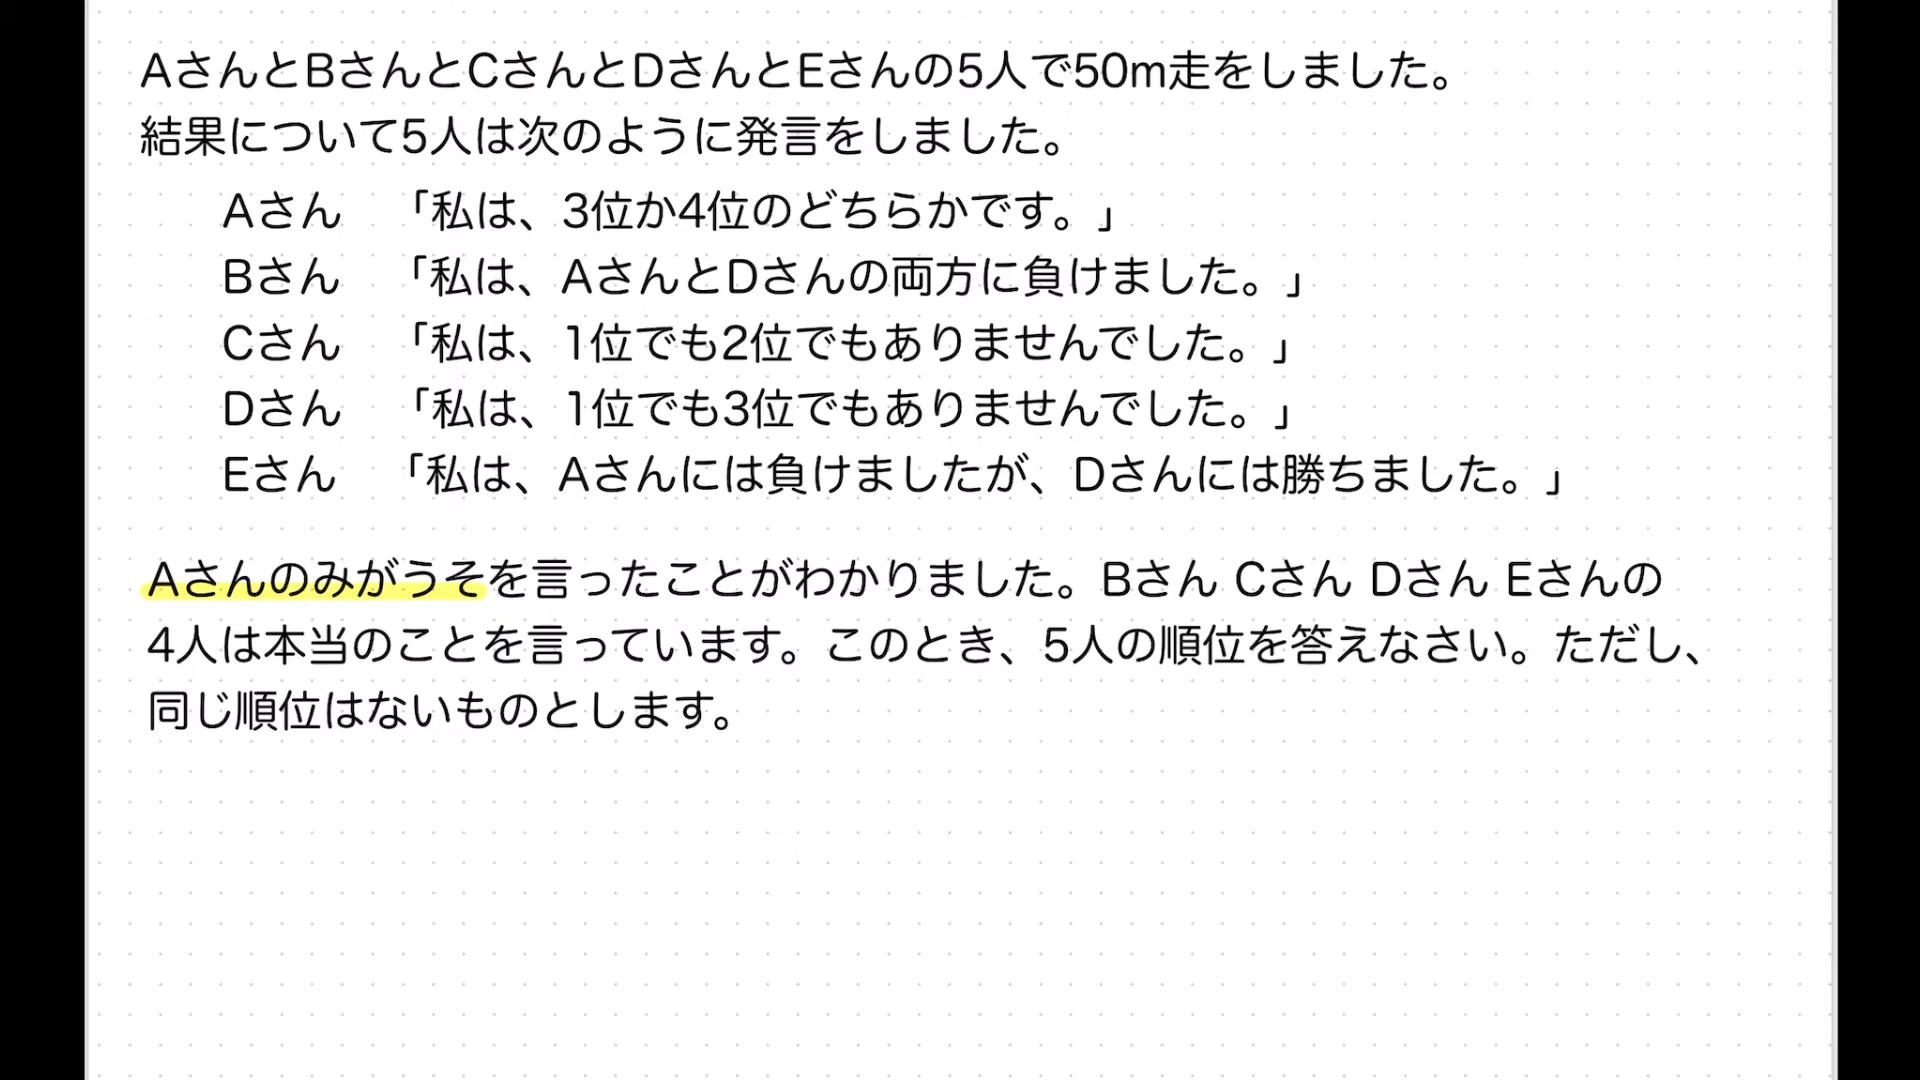 AさんとBさんとCさんとDさんとEさんの5人で50m走をしました。
結果について5人は次のように発言をしました。
Aさん 「私は、3位か4位のどちらかです。」
Bさん 「私は、AさんとDさんの両方に負けました。」
Cさん 「私は、1位でも2位でもありませんでした。」
Dさん 「私は、1位でも3位でもありませんでした。」
Eさん 「私は、Aさんには負けましたが、Dさんには勝ちました。」
Aさんのみがうそを言ったことがわかりました。Bさん Cさん Dさん Eさんの
4人は本当のことを言っています。このとき、5人の順位を答えなさい。ただし、
同じ順位はないものとします。